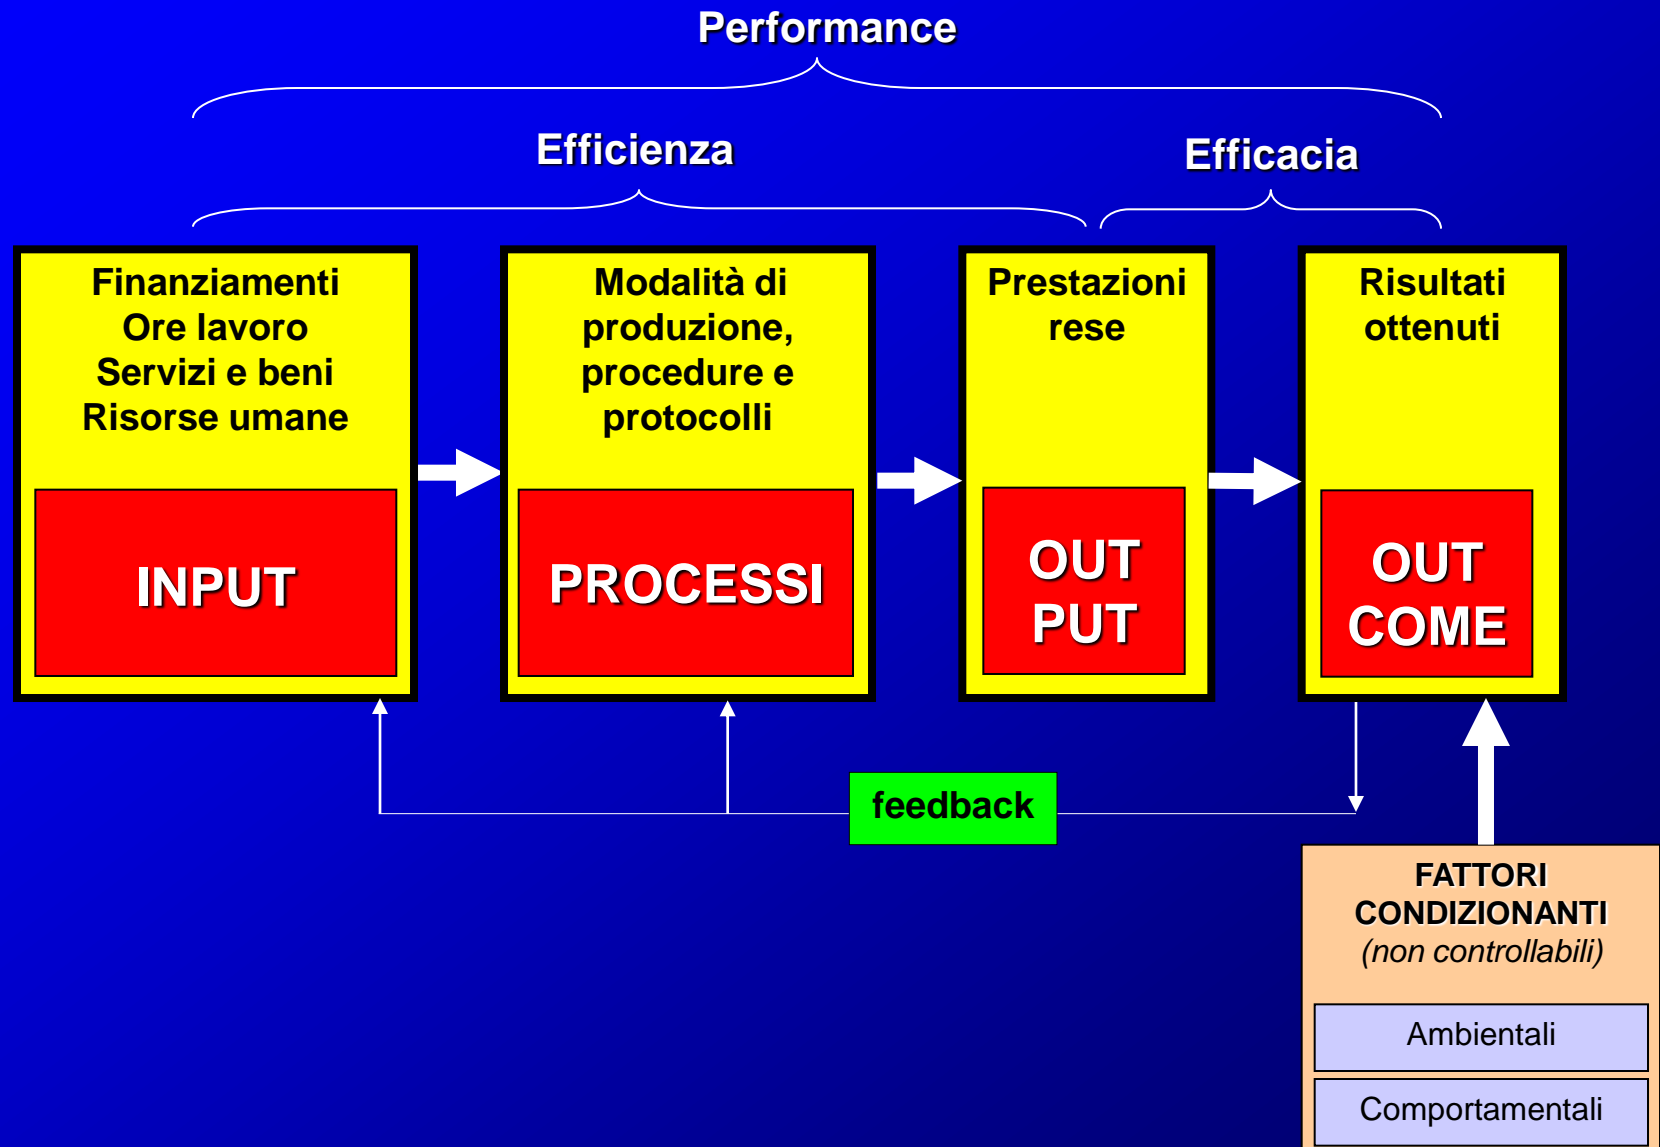 Performance
Efficienza
Efficacia
Finanziamenti
Ore lavoro
Servizi e beni
Risorse umane
INPUT
Modalità di
produzione,
procedure e
protocolli
PROCESSI
Prestazioni
rese
OUT
PUT
Risultati
ottenuti
OUT
COME
feedback
FATTORI
CONDIZIONANTI
(non controllabili)
Ambientali
Comportamentali